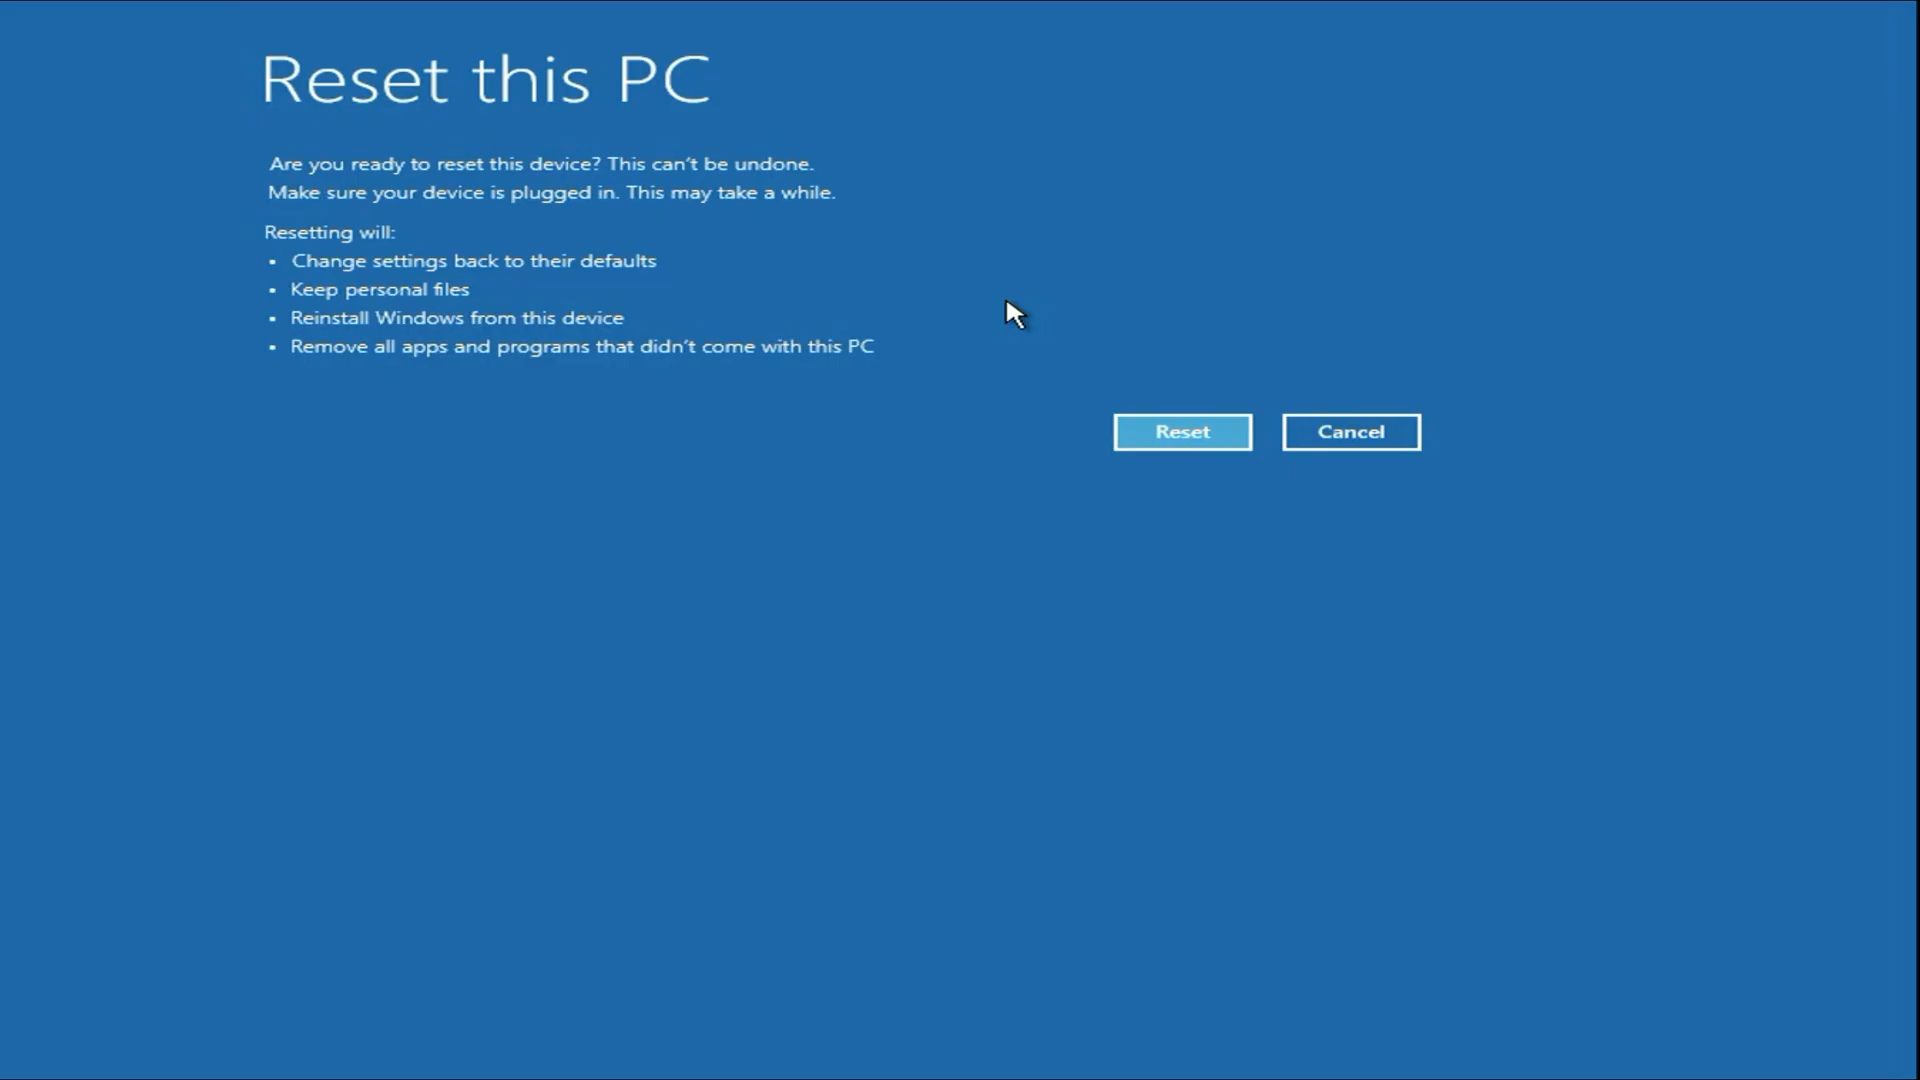 Reset this PC
Are you ready to reset this device? This can't be undone.
Make sure your device is plugged in. This may take a while.
Resetting will:
▪ Change settings back to their defaults
▪ Keep personal files
▪ Reinstall Windows from this device
▪ Remove all apps and programs that didn't come with this PC
Reset Cancel